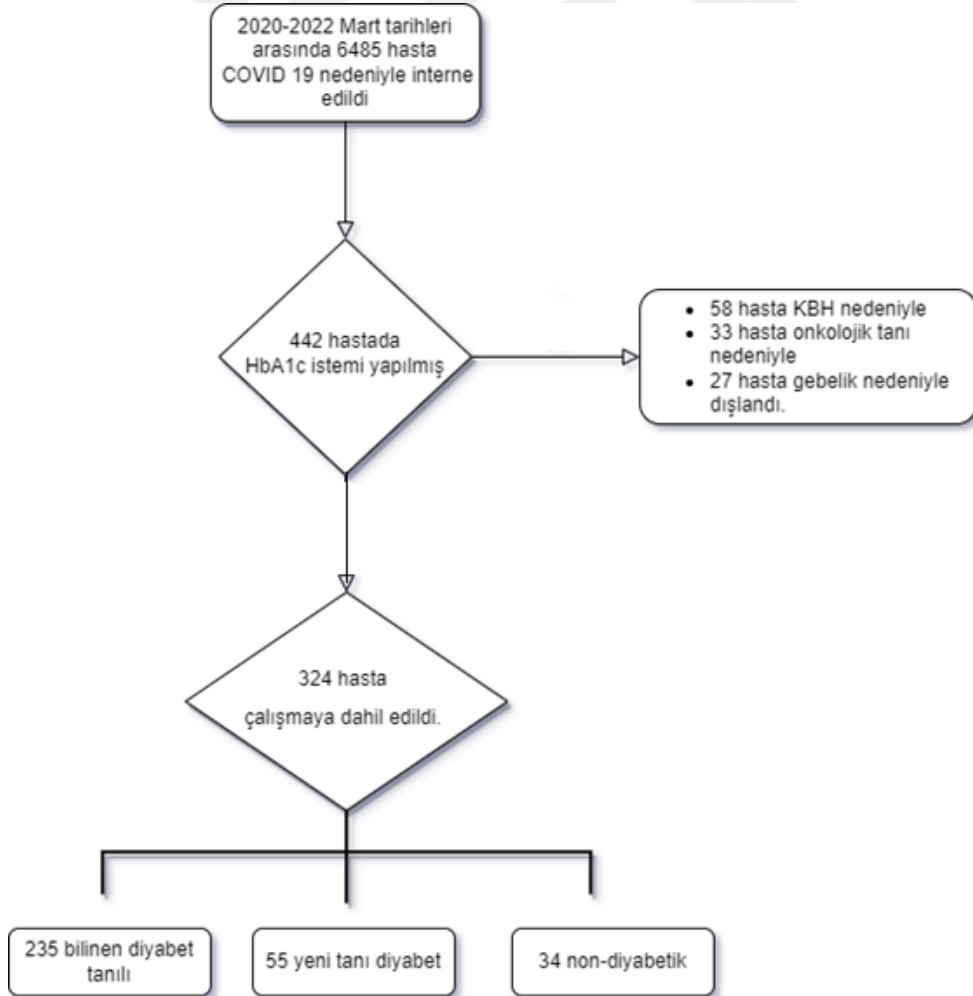 2020-2022 Mart tarihleri
arasında 6485 hasta
COVID 19 nedeniyle interne
edildi
442 hastada
HbA1c istemi yapılmış
• 58 hasta KBH nedeniyle
• 33 hasta onkolojik tanı
nedeniyle
• 27 hasta gebelik nedeniyle
dışlandı.
324 hasta
çalışmaya dahil edildi.
235 bilinen diyabet
tanılı
55 yeni tanı diyabet
34 non-diyabetik